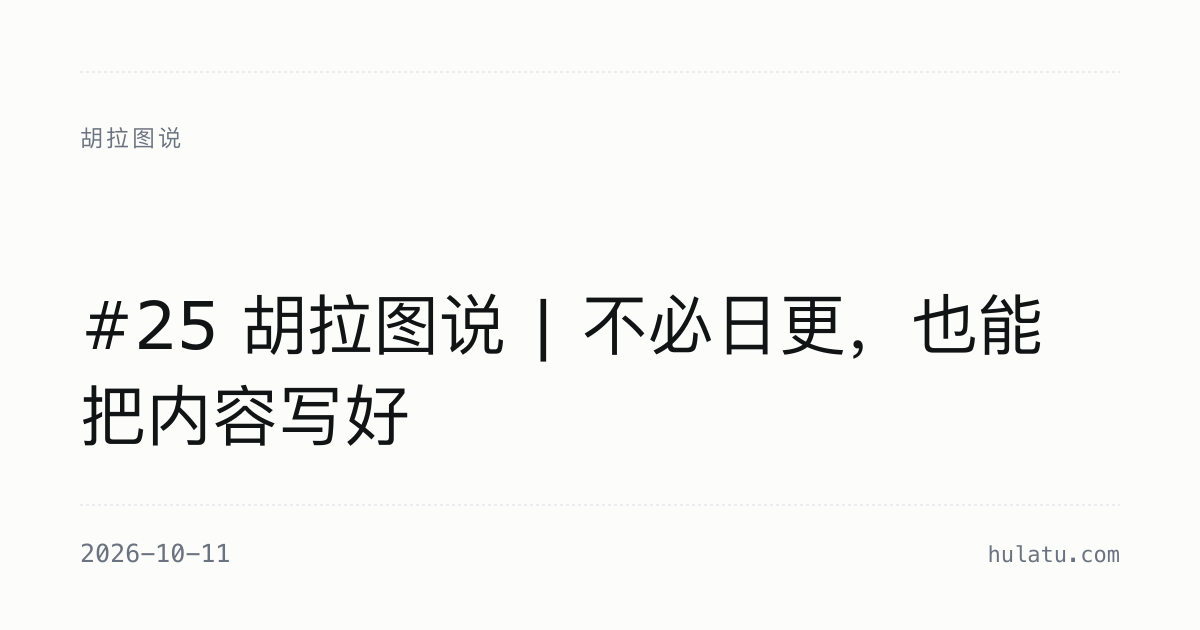 胡拉图说
#25 胡拉图说 | 不必日更，也能
把内容写好
2026-10-11
hulatu.com